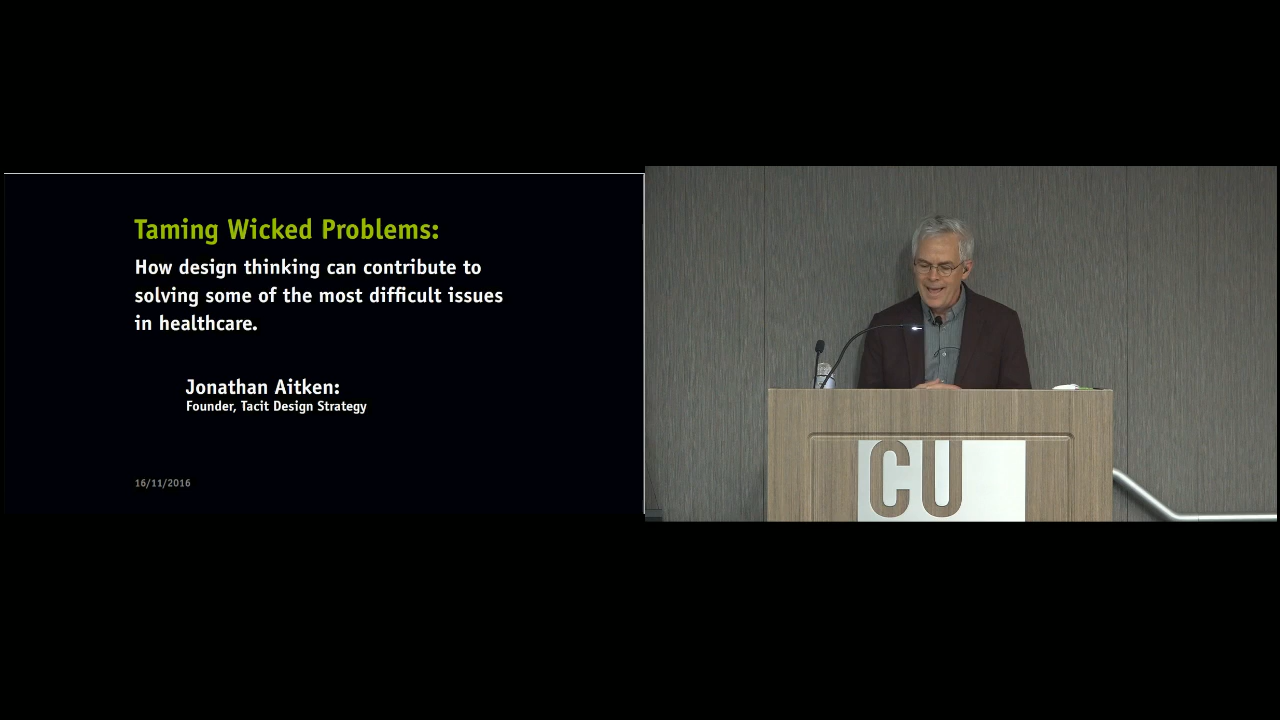 Taming Wicked Problems:
How design thinking can contribute to
solving some of the most difficult issues
in healthcare.
Jonathan Aitken:
Founder, Tacit Design Strategy
16/11/2016
CU